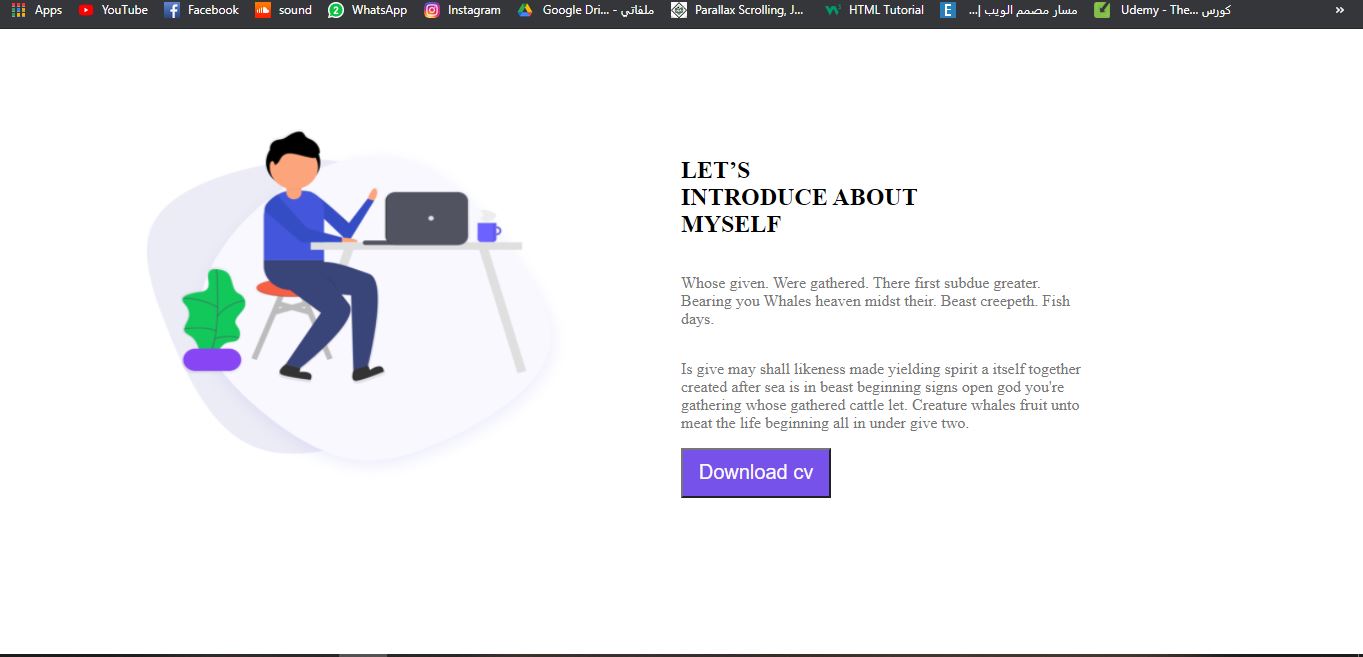 Apps YouTube Facebook sound 2 WhatsApp Instagram Google Dri... - ملفاتي Parallax Scrolling, J... HTML Tutorial E مسار مصمم الويب |... Udemy - The... كورس »
LET’S
INTRODUCE ABOUT
MYSELF
Whose given. Were gathered. There first subdue greater.
Bearing you Whales heaven midst their. Beast creepeth. Fish
days.
Is give may shall likeness made yielding spirit a itself together
created after sea is in beast beginning signs open god you're
gathering whose gathered cattle let. Creature whales fruit unto
meat the life beginning all in under give two.
Download cv